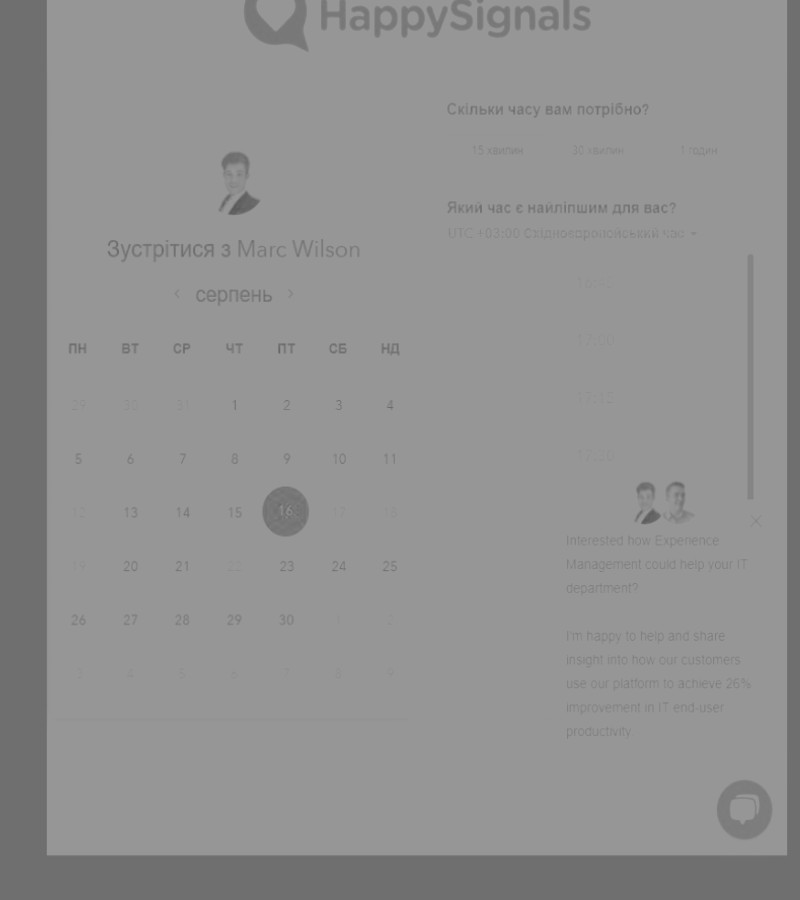 HappySignals
Зустрітися з Marc Wilson
серпень
ПН ВТ СР ЧТ ПТ СБ НД
29 30 31 1 2 3 4
5 6 7 8 9 10 11
12 13 14 15 16 17 18
19 20 21 22 23 24 25
26 27 28 29 30 1 2
3 4 5 6 7 8 9
Скільки часу вам потрібно?
15 хвилин 30 хвилин 1 годин
Який час є найліпшим для вас?
UTC +03:00 Східноєвропейський час
17:00
17:15
17:30
Interested how Experience
Management could help your IT
department?
I'm happy to help and share
insight into how our customers
use our platform to achieve 26%
improvement in IT end-user
productivity